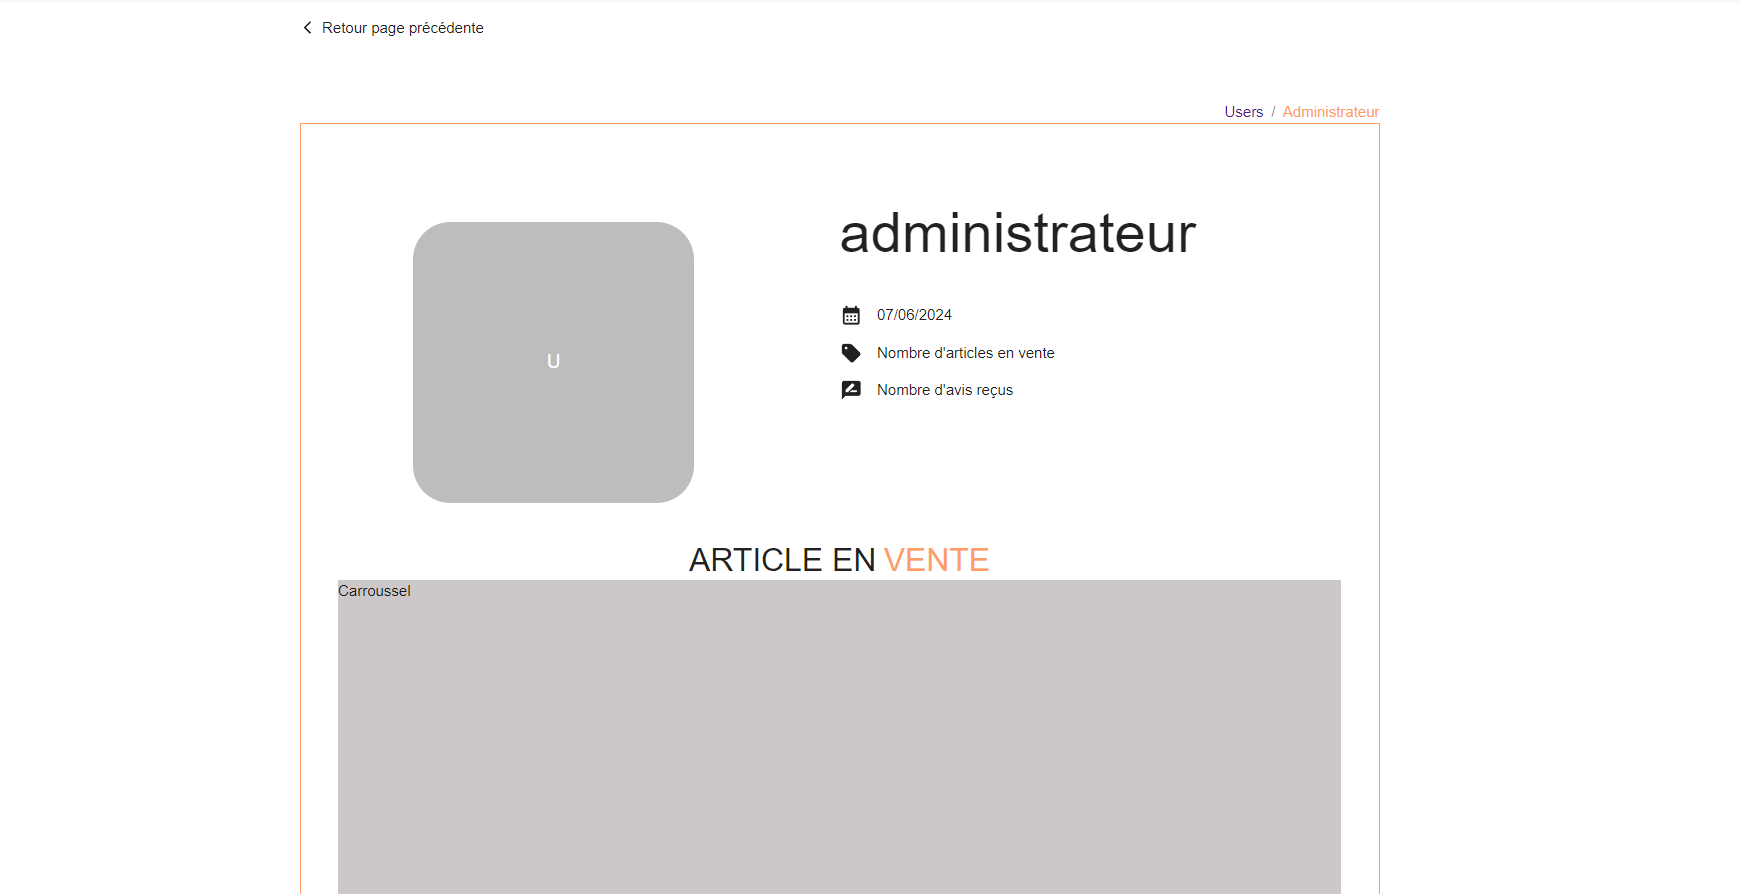 Retour page précédente
Users / Administrateur
administrateur
U
07/06/2024
Nombre d'articles en vente
Nombre d'avis reçus
ARTICLE EN VENTE
Carroussel